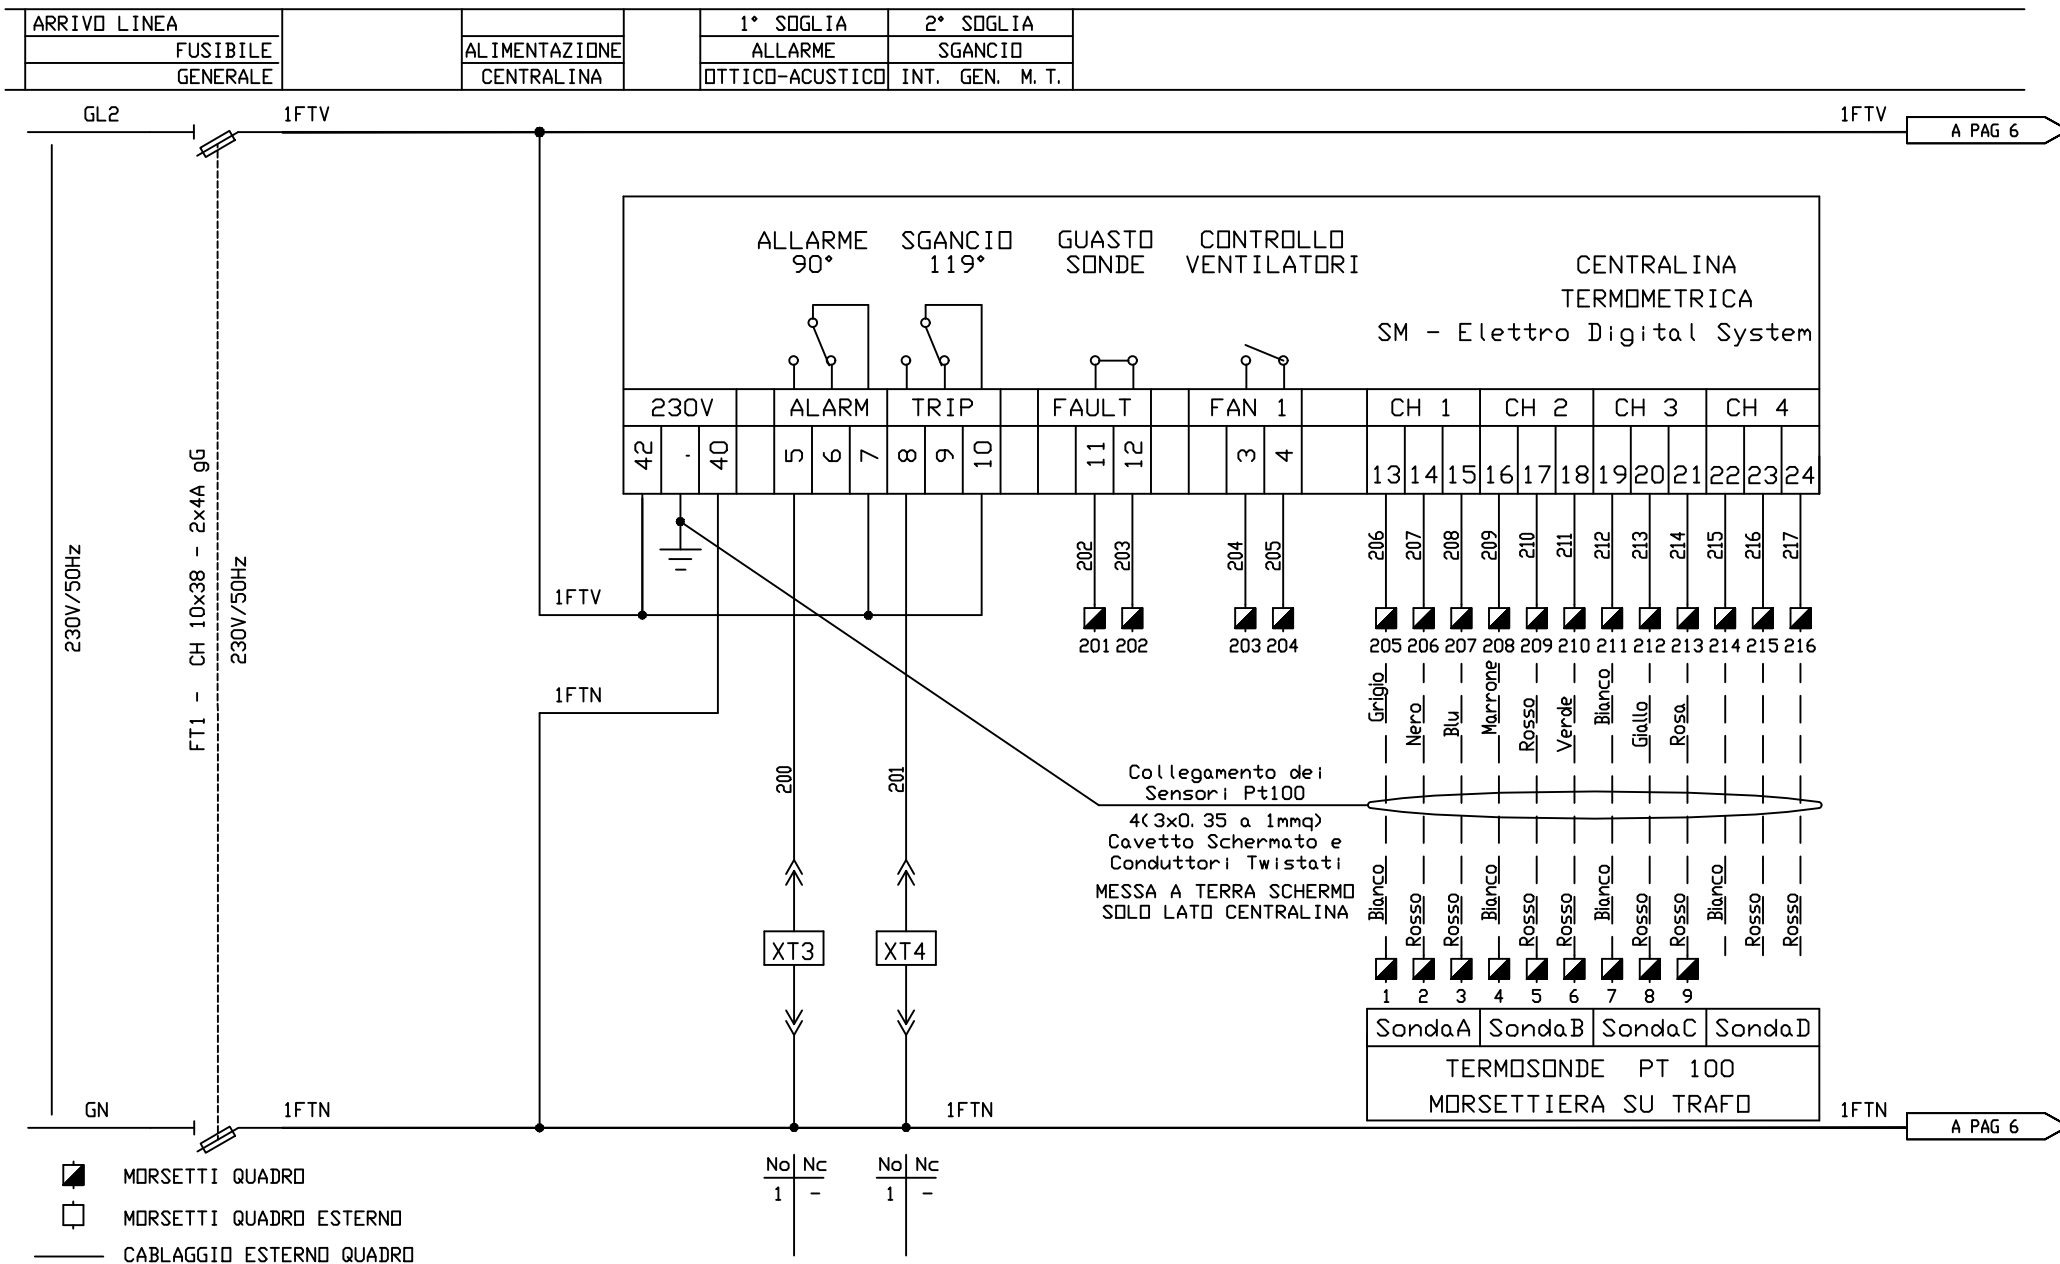 ARRIVO LINEA
FUSIBILE
GENERALE
ALIMENTAZIONE
CENTRALINA
1° SOGLIA
ALLARME
OTTICO-ACUSTICO
2° SOGLIA
SGANCIO
INT. GEN. M.T.
GL2
1FTV
1FTV
A PAG 6
ALLARME
90°
SGANCIO
119°
GUASTO
SONDE
CONTROLLO
VENTILATORI
CENTRALINA
TERMOMETRICA
SM - Elettro Digital System
230V ALARM TRIP FAULT FAN 1 CH 1 CH 2 CH 3 CH 4
42 . 40 5 6 7 8 9 10 11 12 3 4 13 14 15 16 17 18 19 20 21 22 23 24
230V/50Hz
FT1 - CH 10x38 - 2x4A gG
230V/50Hz
202 203 204 205 206 207 208 209 210 211 212 213 214 215 216 217
1FTV
201 202 203 204 205 206 207 208 209 210 211 212 213 214 215 216
Grigio Nero Blu Marrone Rosso Verde Bianco Giallo Rosa
1FTN
200 201
Collegamento dei
Sensori Pt100
4(3x0.35 a 1mmq)
Cavetto Schermato e
Conduttori Twistati
MESSA A TERRA SCHERMO
SOLO LATO CENTRALINA
Bianco Rosso Rosso Bianco Rosso Rosso Bianco Rosso Rosso Bianco Rosso Rosso
XT3 XT4
1 2 3 4 5 6 7 8 9
SondaA SondaB SondaC SondaD
TERMOSONDE PT 100
MORSETTIERA SU TRAFO
GN
1FTN
1FTN
1FTN
A PAG 6
No Nc
1 -
No Nc
1 -
MORSETTI QUADRO
MORSETTI QUADRO ESTERNO
CABLAGGIO ESTERNO QUADRO